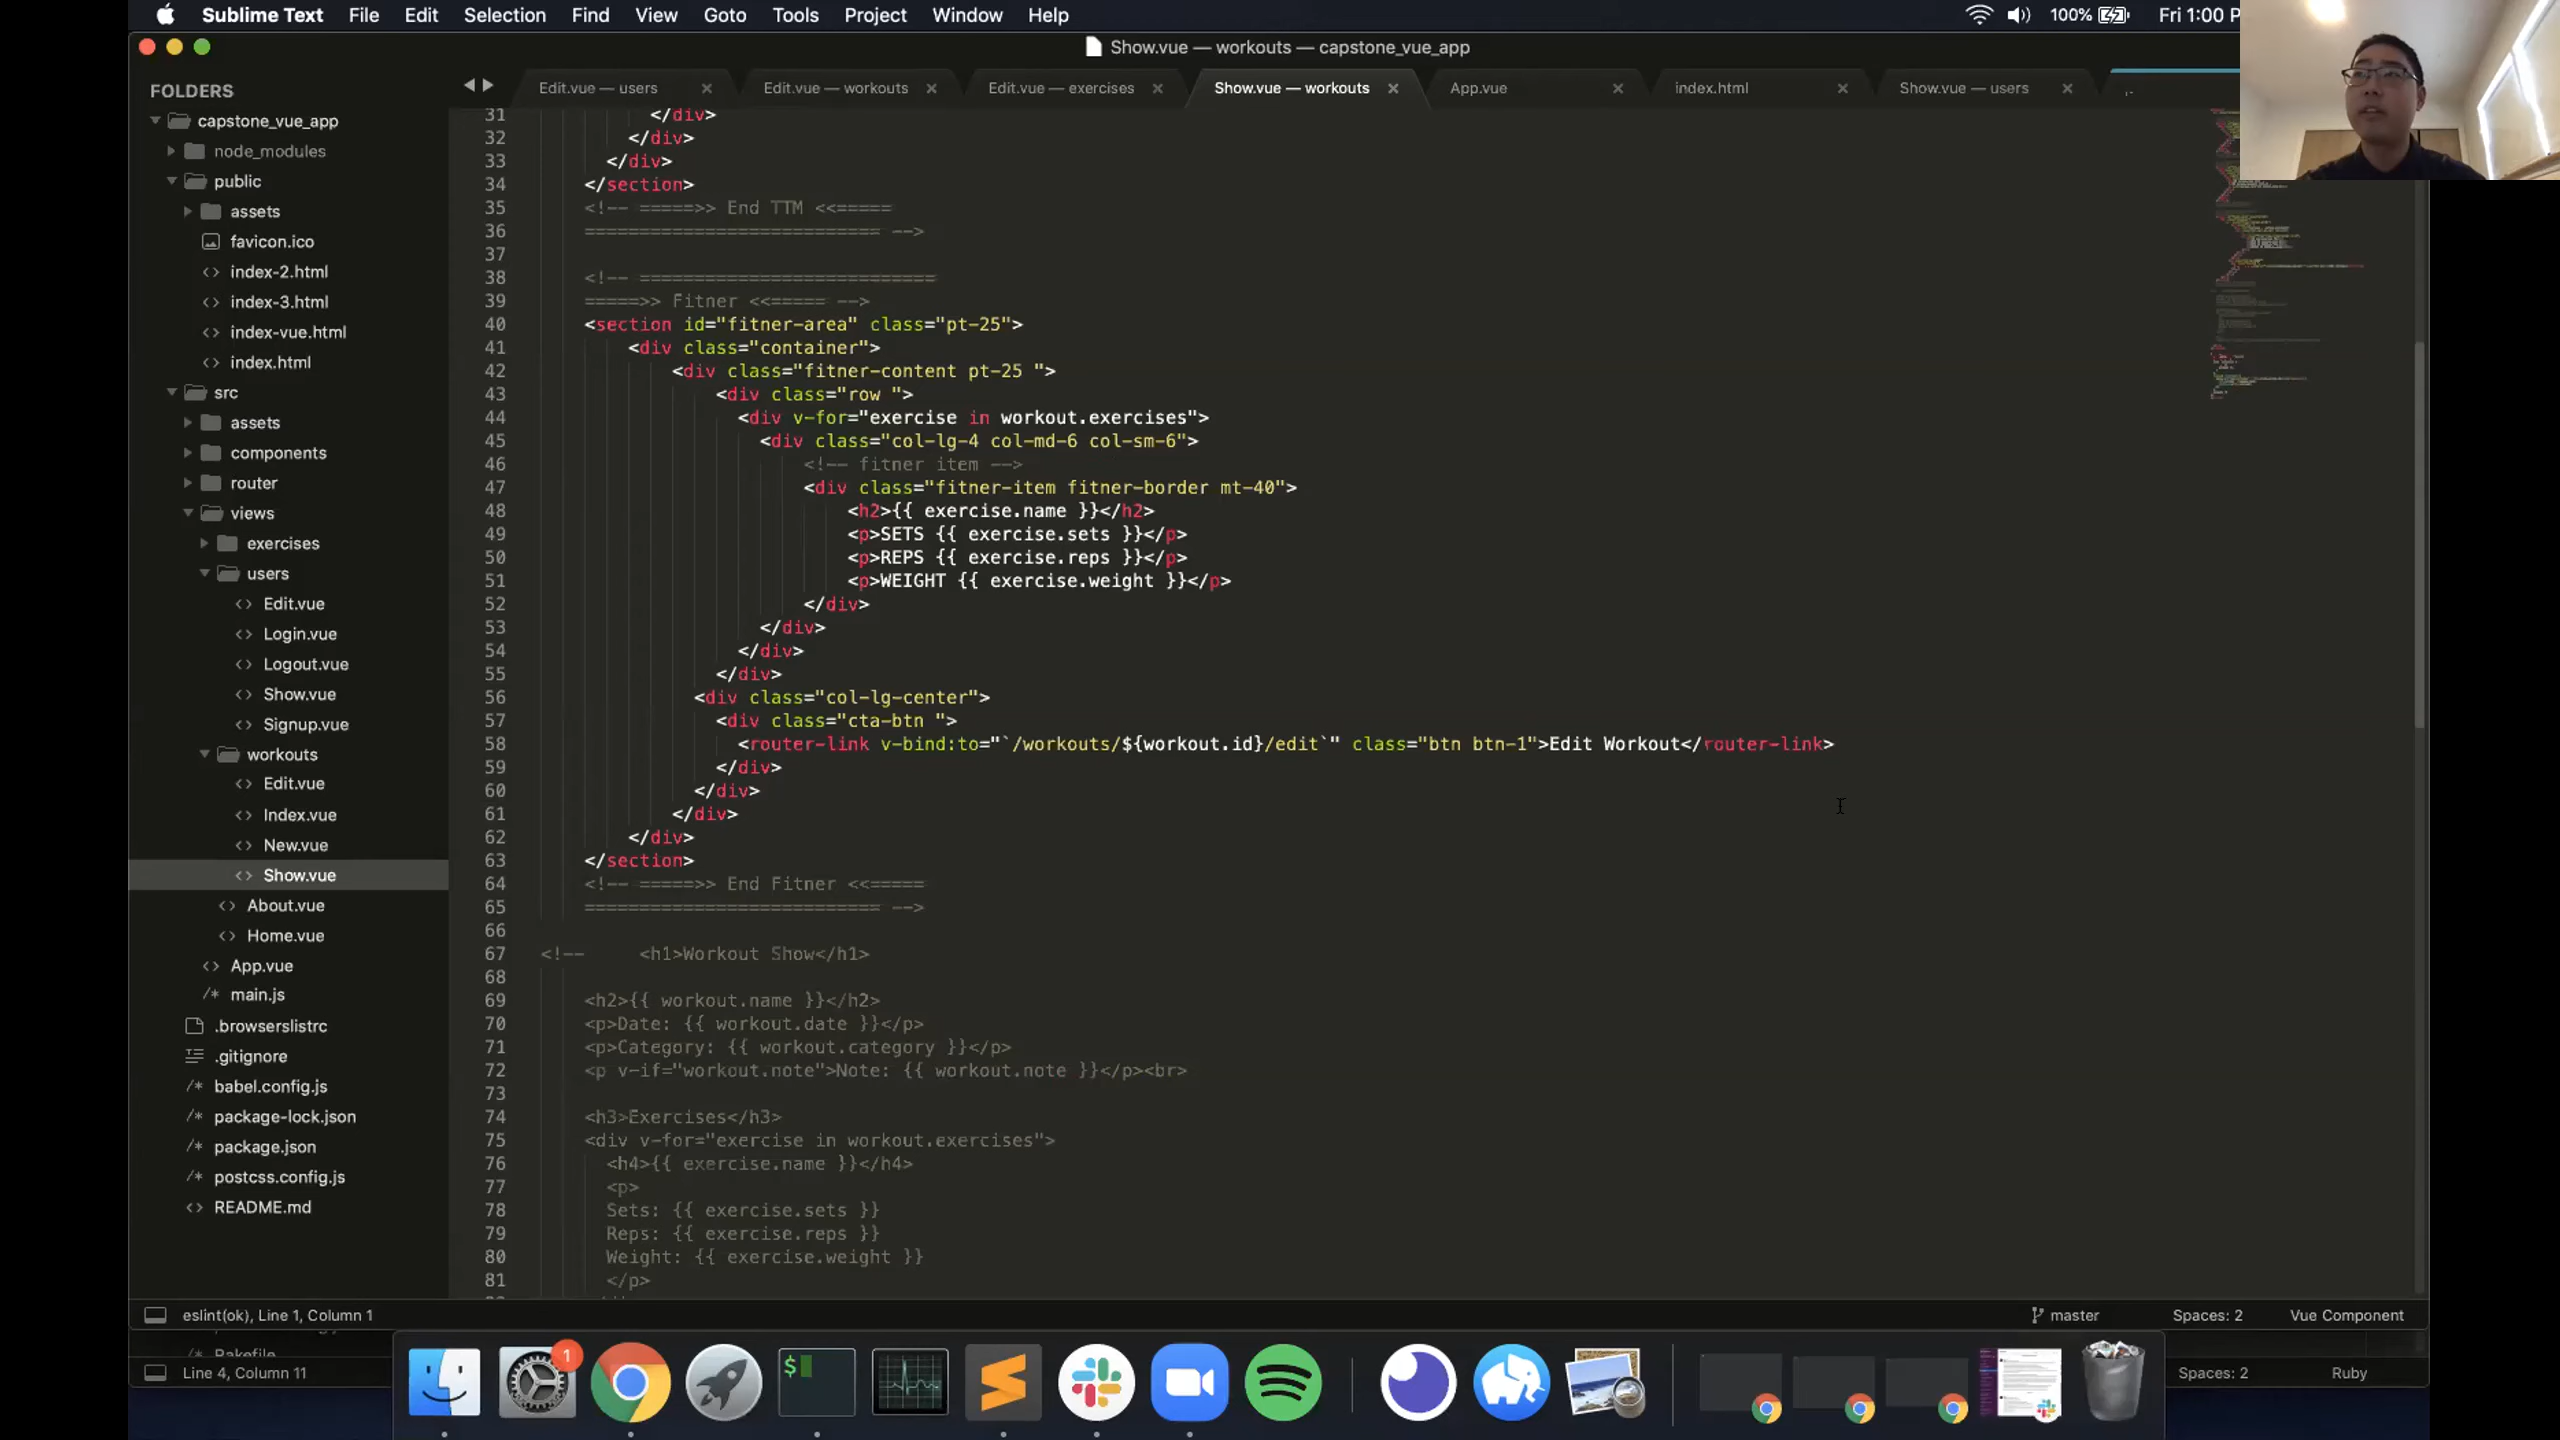 Sublime Text File Edit Selection Find View Goto Tools Project Window Help
100% Fri 1:00 P
Show.vue — workouts — capstone_vue_app
FOLDERS
capstone_vue_app
node_modules
public
assets
favicon.ico
index-2.html
index-3.html
index-vue.html
index.html
src
assets
components
router
views
exercises
users
Edit.vue
Login.vue
Logout.vue
Show.vue
Signup.vue
workouts
Edit.vue
Index.vue
New.vue
Show.vue
About.vue
Home.vue
App.vue
main.js
.browserslistrc
.gitignore
babel.config.js
package-lock.json
package.json
postcss.config.js
README.md
Edit.vue — users Edit.vue — workouts Edit.vue — exercises Show.vue — workouts App.vue index.html Show.vue — users
31 </div>
32 </div>
33 </div>
34 </section>
35 <!-- =====>> End TTM <<=====
36 =========================== -->
37
38 <!-- ===========================
39 =====>> Fitner <<===== -->
40 <section id="fitner-area" class="pt-25">
41 <div class="container">
42 <div class="fitner-content pt-25 ">
43 <div class="row ">
44 <div v-for="exercise in workout.exercises">
45 <div class="col-lg-4 col-md-6 col-sm-6">
46 <!-- fitner item -->
47 <div class="fitner-item fitner-border mt-40">
48 <h2>{{ exercise.name }}</h2>
49 <p>SETS {{ exercise.sets }}</p>
50 <p>REPS {{ exercise.reps }}</p>
51 <p>WEIGHT {{ exercise.weight }}</p>
52 </div>
53 </div>
54 </div>
55 </div>
56 <div class="col-lg-center">
57 <div class="cta-btn ">
58 <router-link v-bind:to="`/workouts/${workout.id}/edit`" class="btn btn-1">Edit Workout</router-link>
59 </div>
60 </div>
61 </div>
62 </div>
63 </section>
64 <!-- =====>> End Fitner <<=====
65 =========================== -->
66
67 <!-- <h1>Workout Show</h1>
68
69 <h2>{{ workout.name }}</h2>
70 <p>Date: {{ workout.date }}</p>
71 <p>Category: {{ workout.category }}</p>
72 <p v-if="workout.note">Note: {{ workout.note }}</p><br>
73
74 <h3>Exercises</h3>
75 <div v-for="exercise in workout.exercises">
76 <h4>{{ exercise.name }}</h4>
77 <p>
78 Sets: {{ exercise.sets }}
79 Reps: {{ exercise.reps }}
80 Weight: {{ exercise.weight }}
81 </p>
eslint(ok), Line 1, Column 1 master Spaces: 2 Vue Component
Rakefile
Line 4, Column 11 Spaces: 2 Ruby
1
$